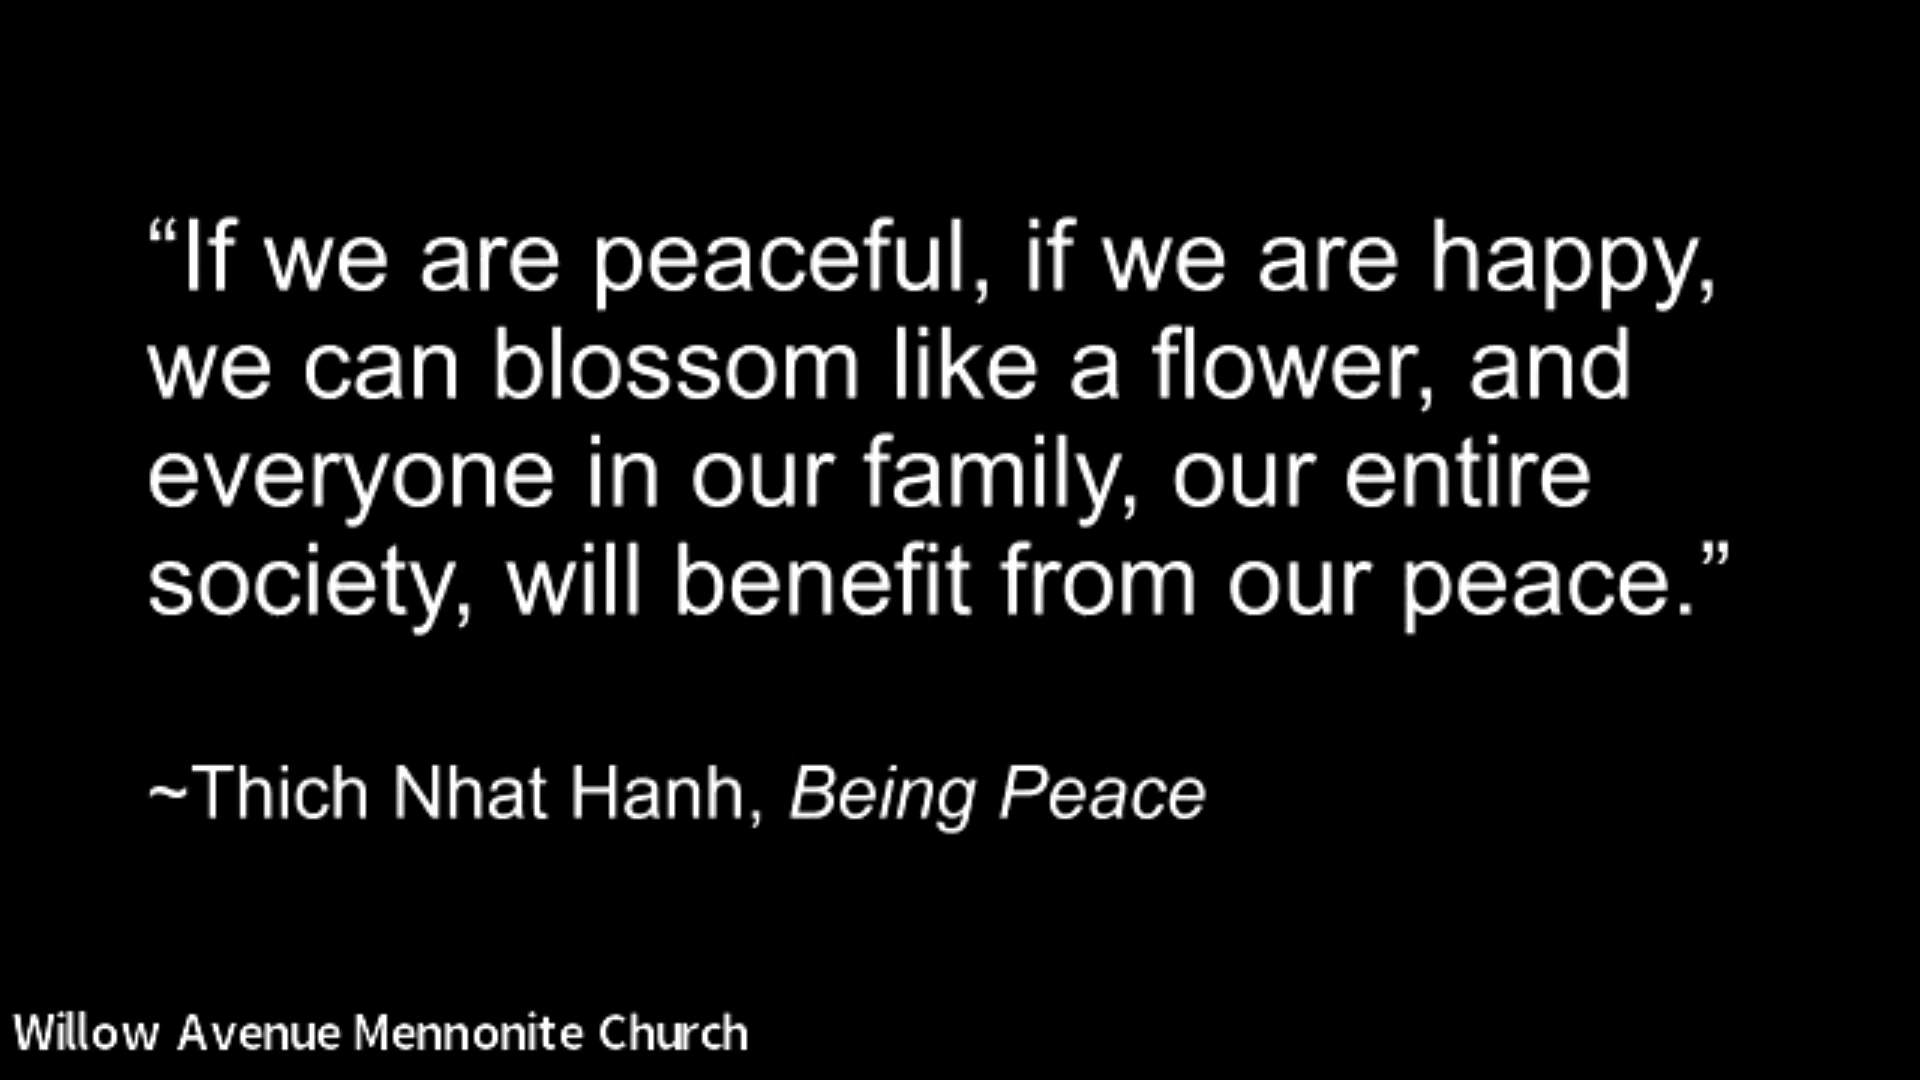 “If we are peaceful, if we are happy,
we can blossom like a flower, and
everyone in our family, our entire
society, will benefit from our peace.”
~Thich Nhat Hanh, Being Peace
Willow Avenue Mennonite Church